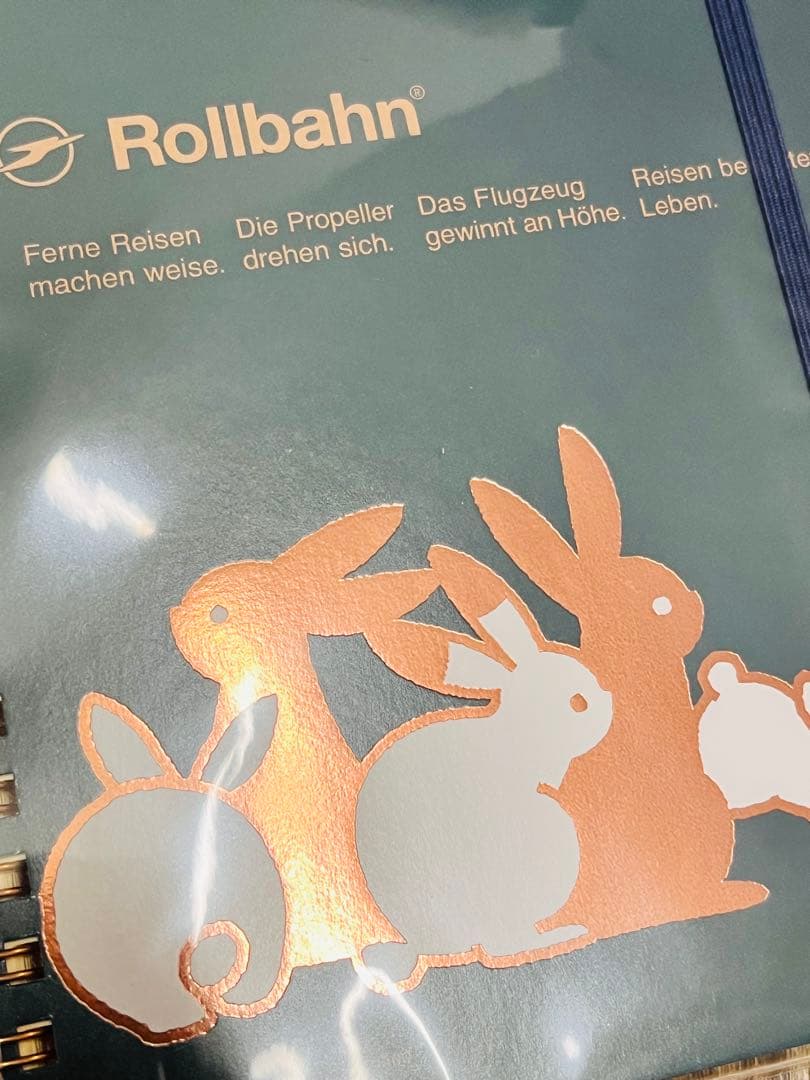 Rollbahn®
Ferne Reisen
machen weise.
Die Propeller
drehen sich.
Das Flugzeug
gewinnt an Höhe.
Reisen
Leben.